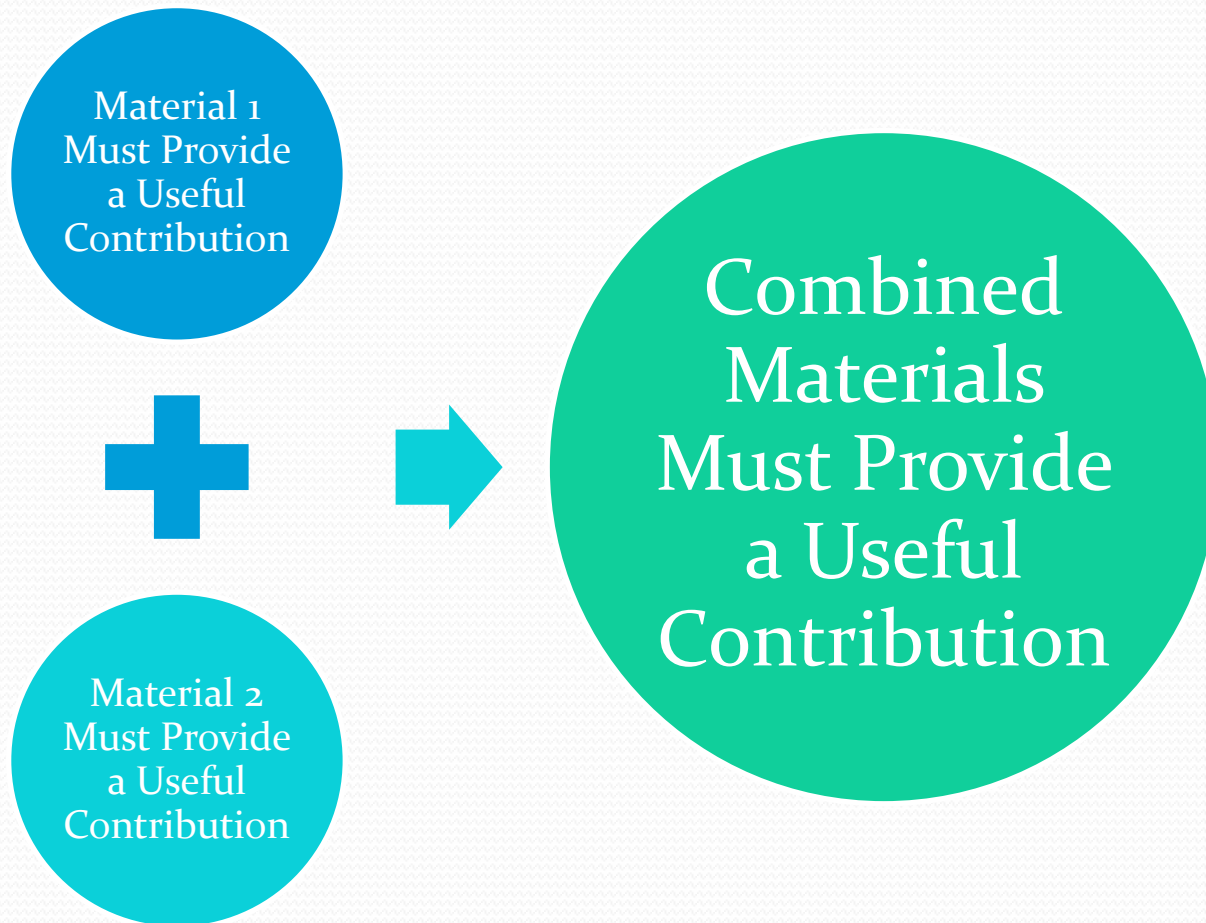 Material 1
Must Provide
a Useful
Contribution
Material 2
Must Provide
a Useful
Contribution
Combined
Materials
Must Provide
a Useful
Contribution